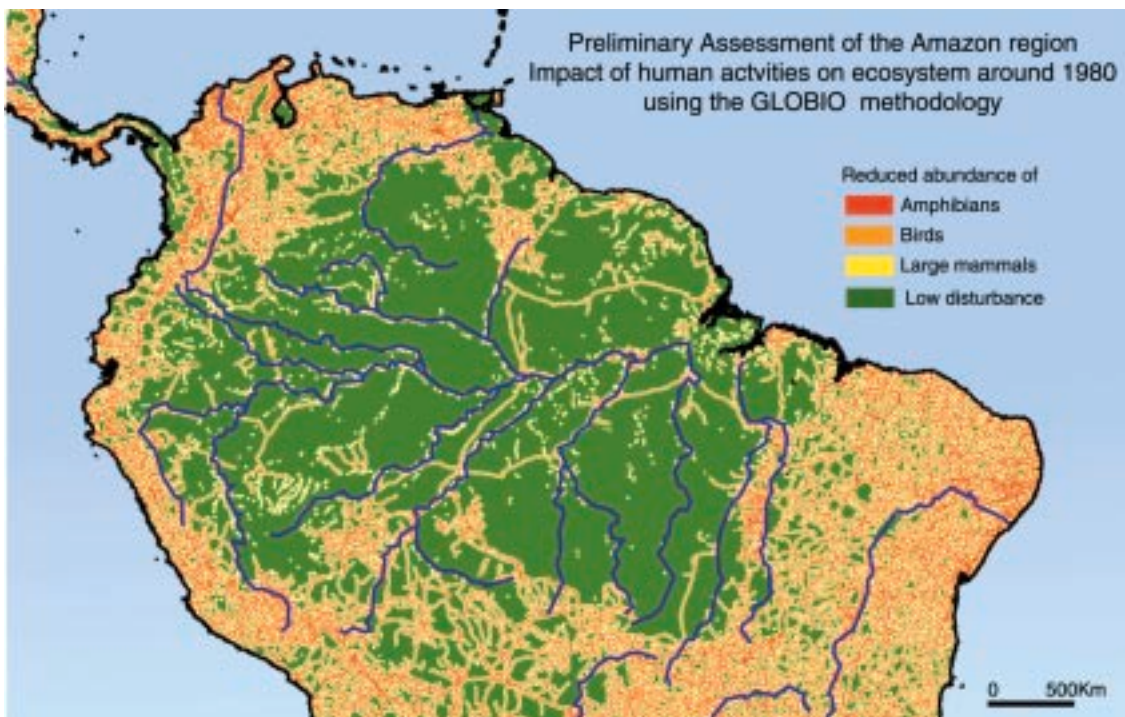 Preliminary Assessment of the Amazon region
Impact of human actvities on ecosystem around 1980
using the GLOBIO methodology
Reduced abundance of
Amphibians
Birds
Large mammals
Low disturbance
0 500Km